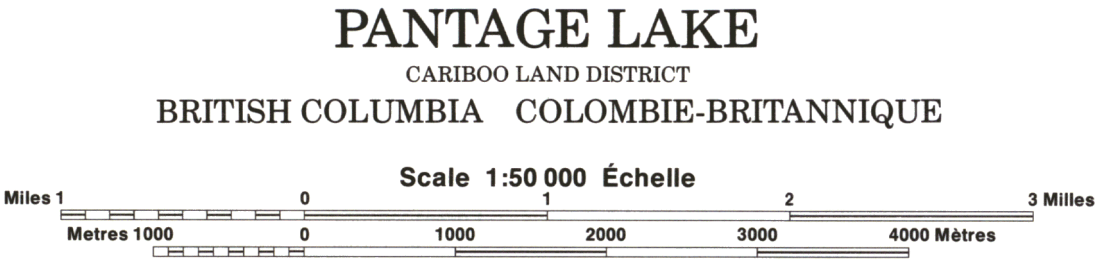 PANTAGE LAKE
CARIBOO LAND DISTRICT
BRITISH COLUMBIA COLOMBIE-BRITANNIQUE
Scale 1:50 000 Échelle
Miles 1 0 1 2 3 Milles
Metres 1000 0 1000 2000 3000 4000 Mètres